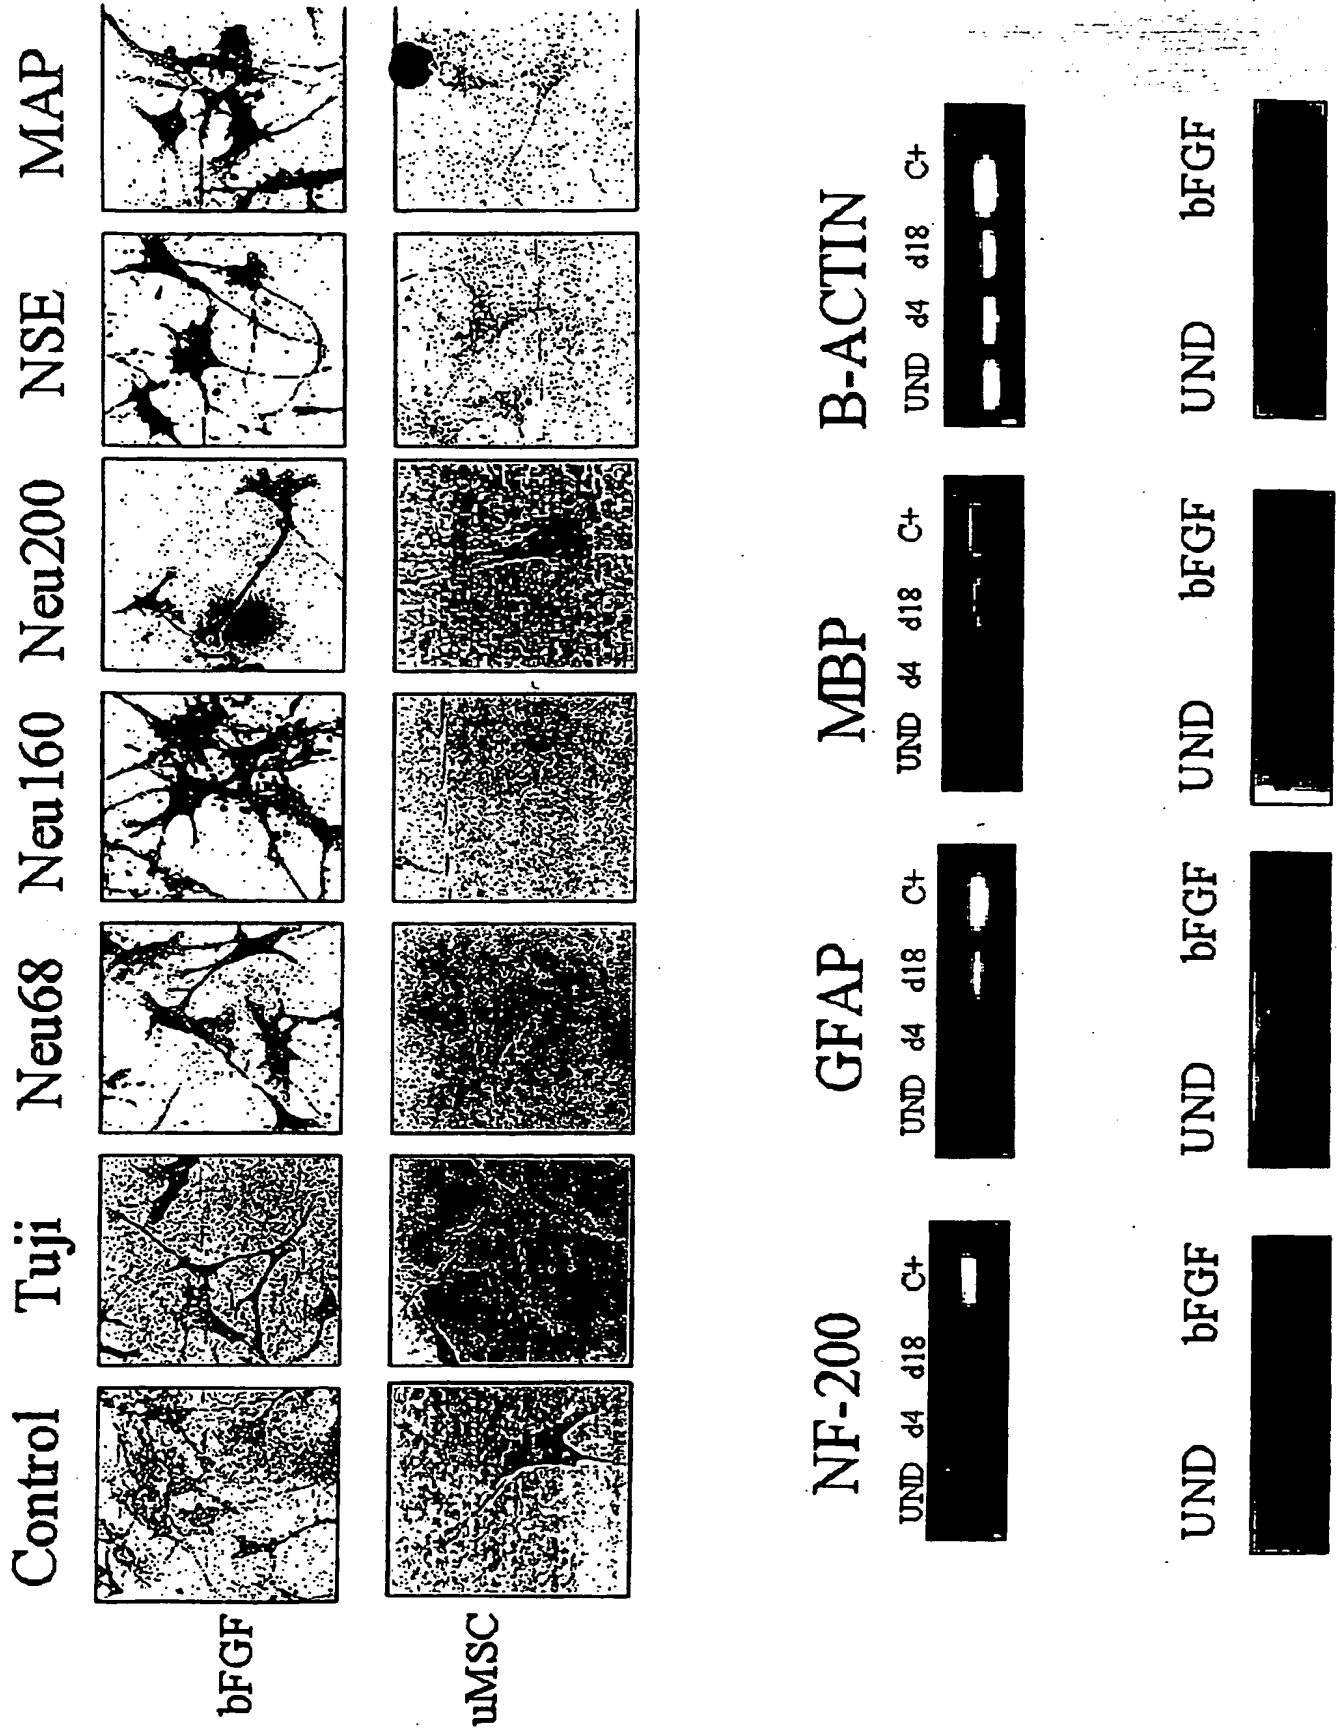 Control Tuji Neu68 Neu160 Neu200 NSE MAP
bFGF
uMSC
NF-200 GFAP MBP B-ACTIN
UND d4 d18 C+ UND d4 d18 C+ UND d4 d18 C+ UND d4 d18 C+
UND bFGF UND bFGF UND bFGF UND bFGF